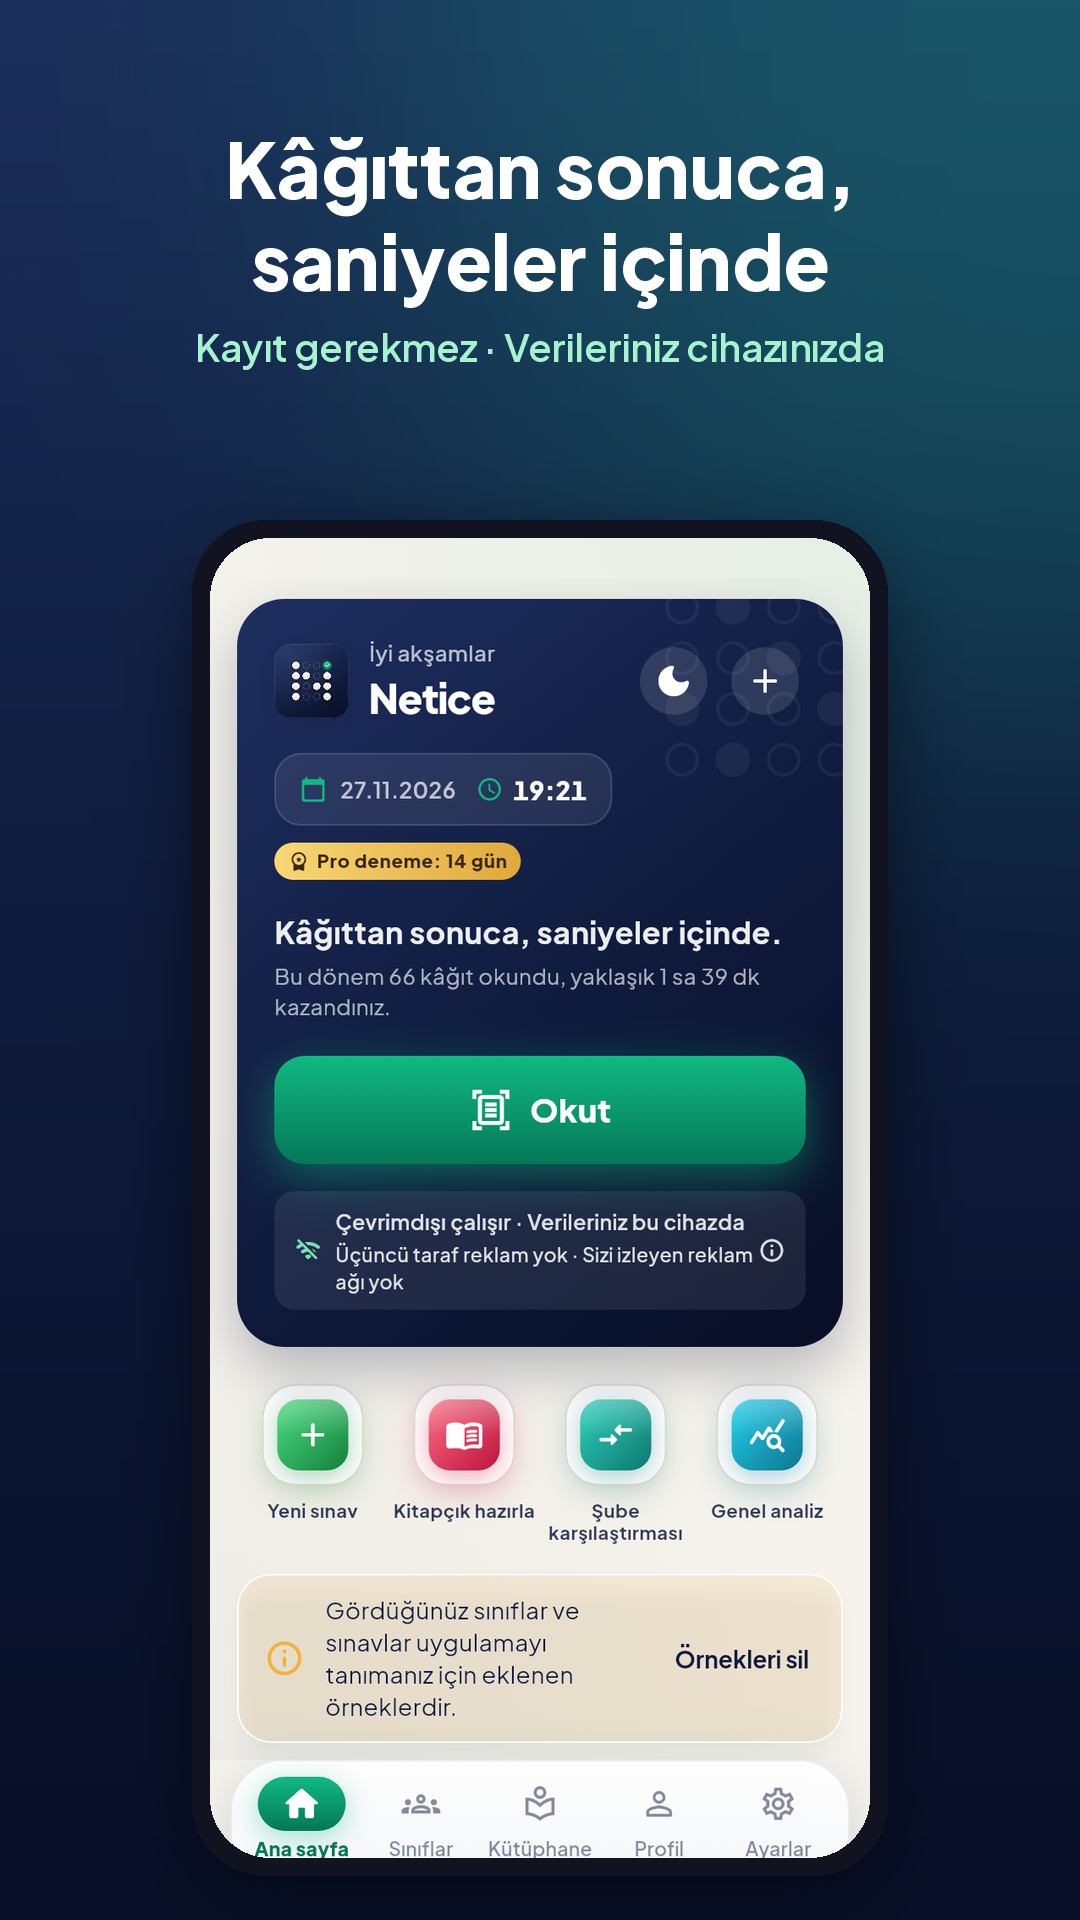 Kâğıttan sonuca,
saniyeler içinde
Kayıt gerekmez · Verileriniz cihazınızda
İyi akşamlar
Netice
27.11.2026 19:21
Pro deneme: 14 gün
Kâğıttan sonuca, saniyeler içinde.
Bu dönem 66 kâğıt okundu, yaklaşık 1 sa 39 dk
kazandınız.
Okut
Çevrimdışı çalışır · Verileriniz bu cihazda
Üçüncü taraf reklam yok · Sizi izleyen reklam
ağı yok
Yeni sınav
Kitapçık hazırla
Şube
karşılaştırması
Genel analiz
Gördüğünüz sınıflar ve
sınavlar uygulamayı
tanımanız için eklenen
örneklerdir.
Örnekleri sil
Ana sayfa
Sınıflar
Kütüphane
Profil
Ayarlar